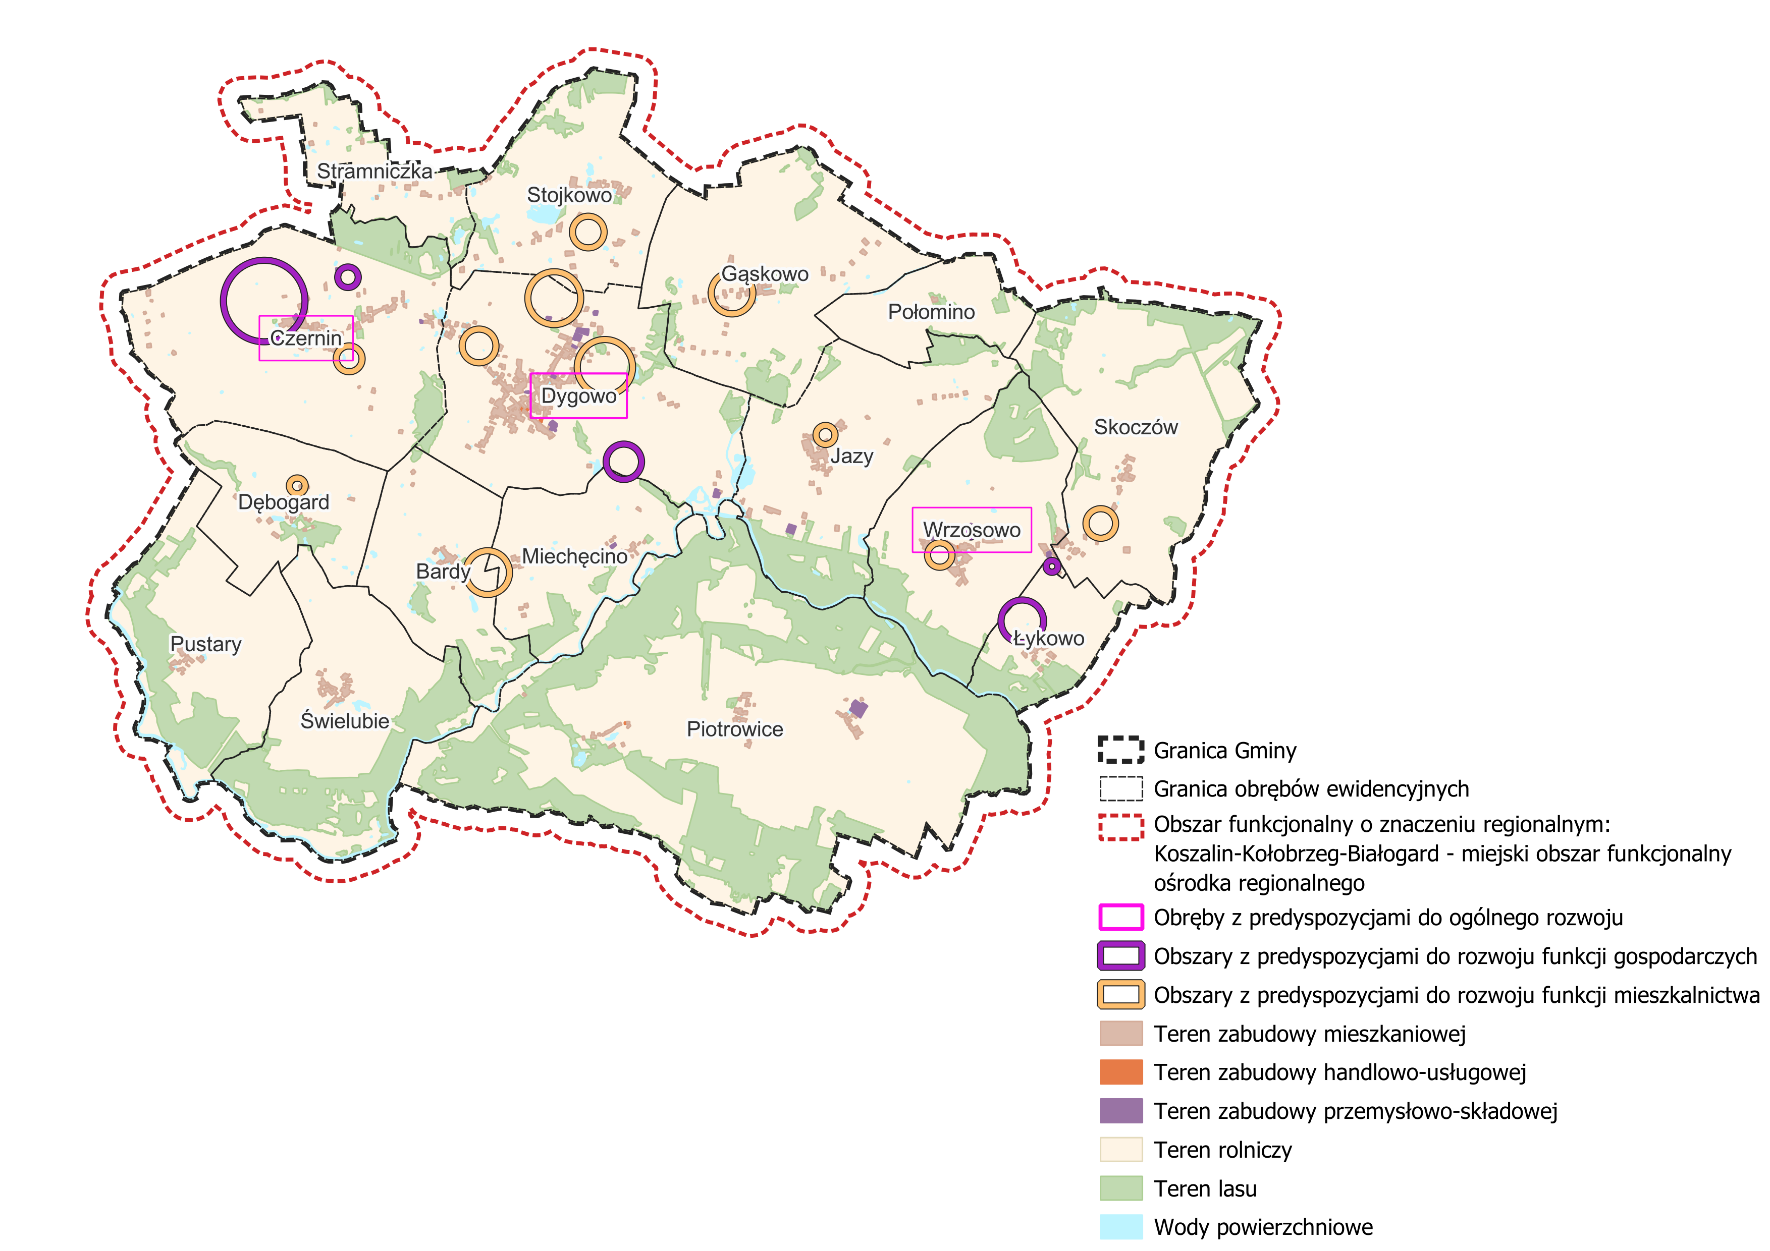 Stramniczka
Stojkowo
Gąskowo
Połomino
Czernin
Dygowo
Skoczów
Jazy
Dębogard
Wrzosowo
Miechęcino
Bardy
Pustary
Łykowo
Świelubie
Piotrowice
Granica Gminy
Granica obrębów ewidencyjnych
Obszar funkcjonalny o znaczeniu regionalnym:
Koszalin-Kołobrzeg-Białogard - miejski obszar funkcjonalny
ośrodka regionalnego
Obręby z predyspozycjami do ogólnego rozwoju
Obszary z predyspozycjami do rozwoju funkcji gospodarczych
Obszary z predyspozycjami do rozwoju funkcji mieszkalnictwa
Teren zabudowy mieszkaniowej
Teren zabudowy handlowo-usługowej
Teren zabudowy przemysłowo-składowej
Teren rolniczy
Teren lasu
Wody powierzchniowe